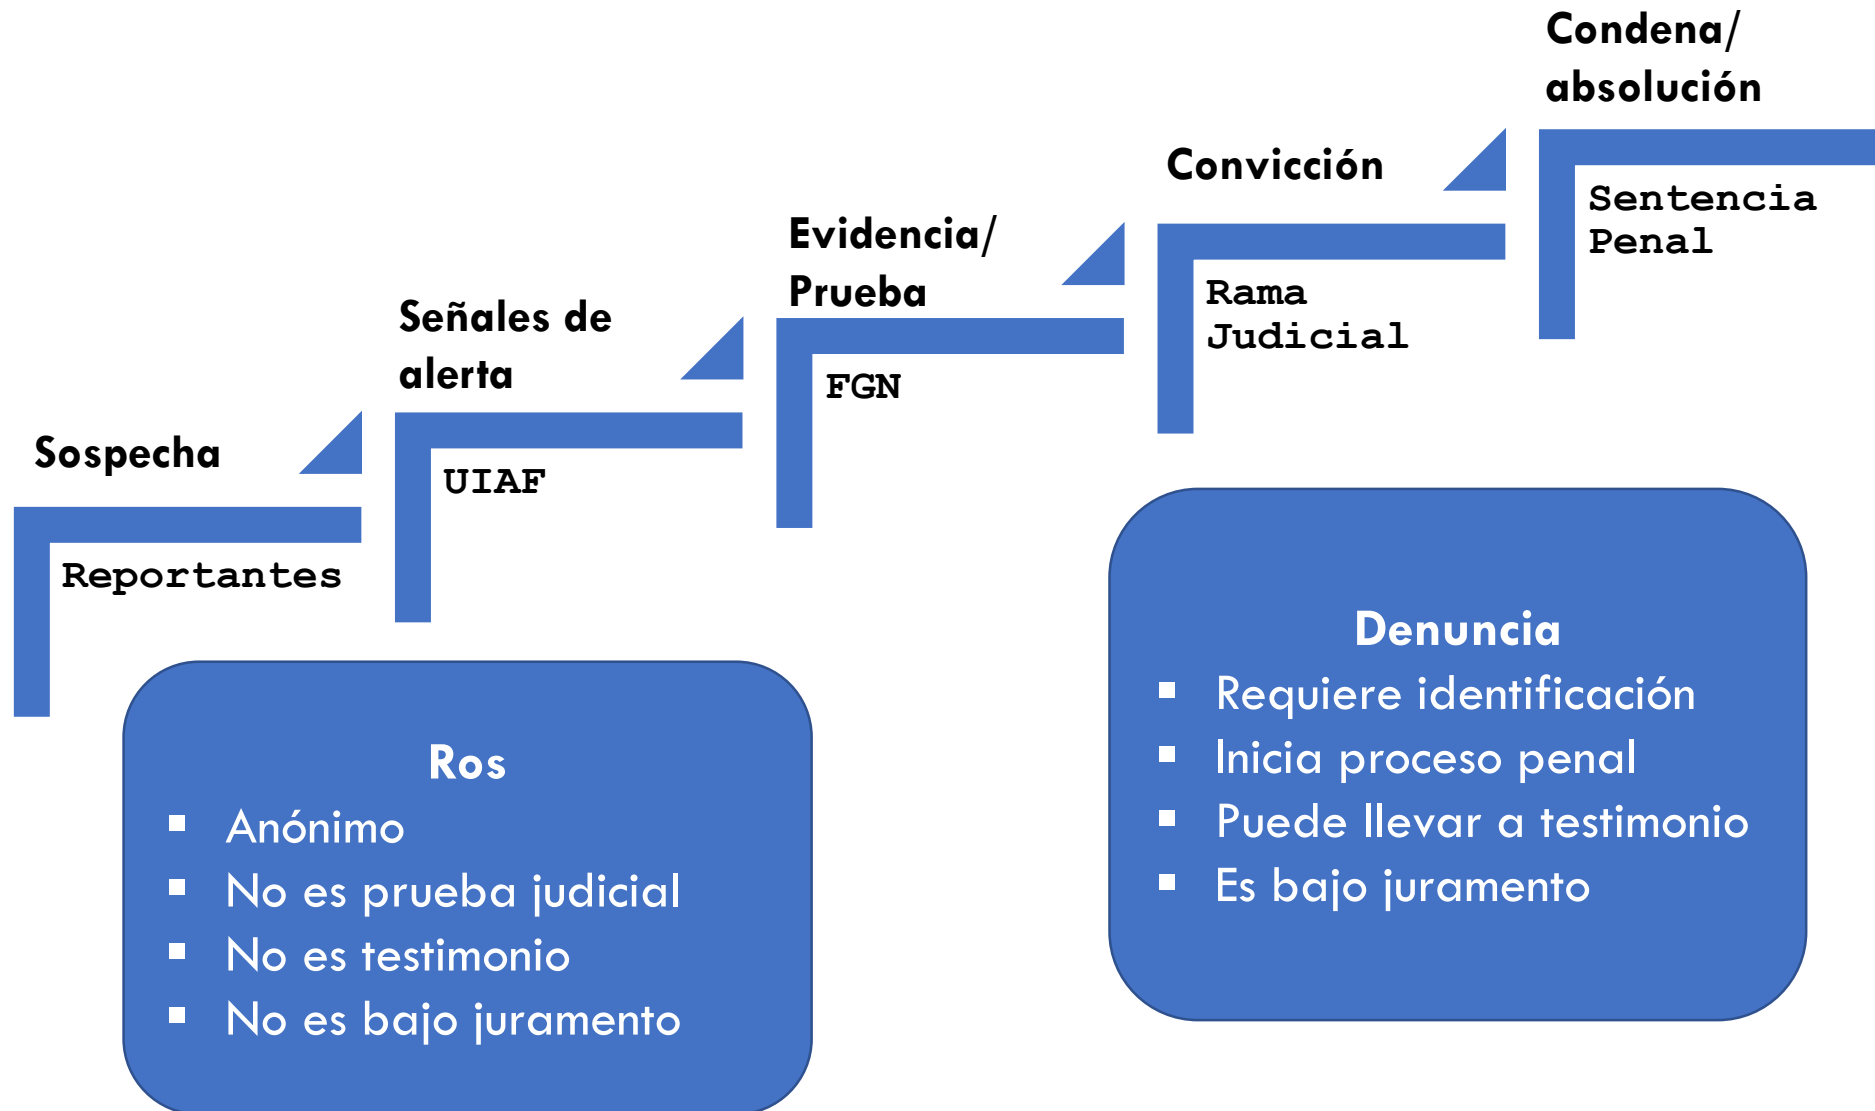 Sospecha
Reportantes
Señales de
alerta
UIAF
Evidencia/
Prueba
FGN
Convicción
Rama
Judicial
Condena/
absolución
Sentencia
Penal
Ros
▪ Anónimo
▪ No es prueba judicial
▪ No es testimonio
▪ No es bajo juramento
Denuncia
▪ Requiere identificación
▪ Inicia proceso penal
▪ Puede llevar a testimonio
▪ Es bajo juramento